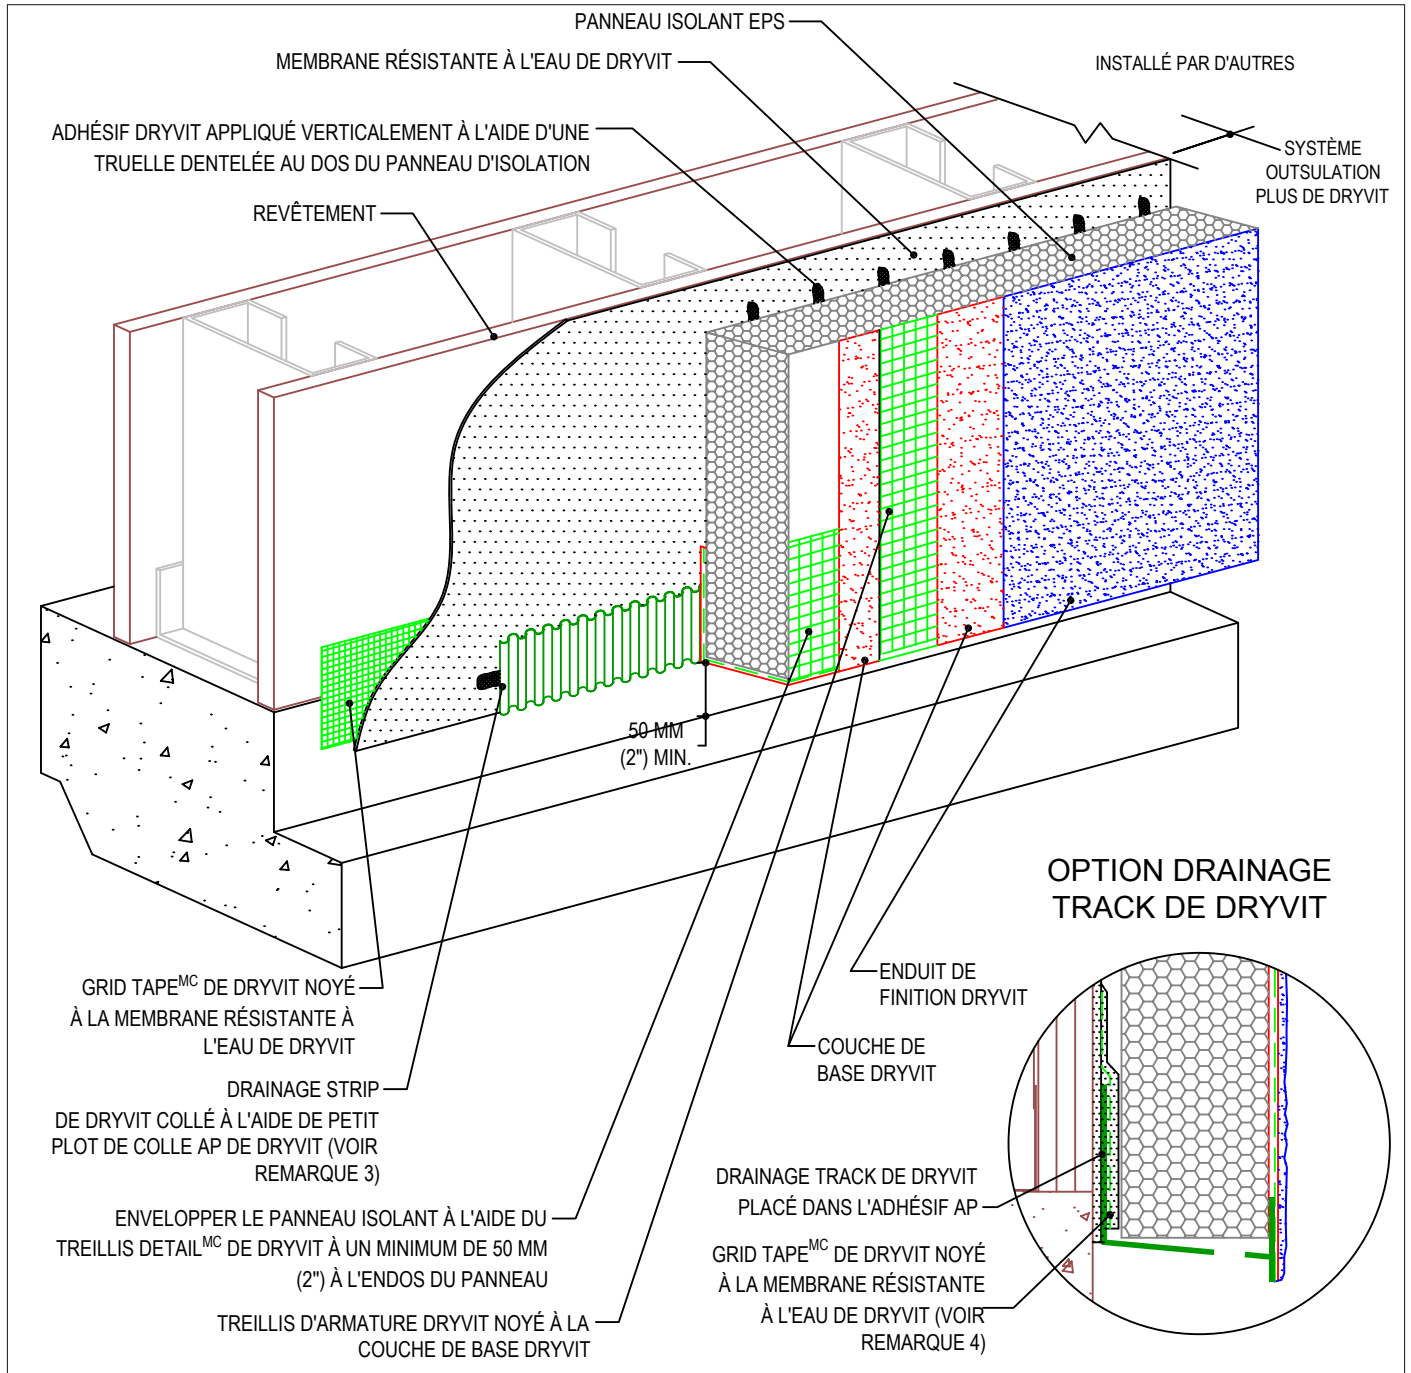 PANNEAU ISOLANT EPS
MEMBRANE RÉSISTANTE À L'EAU DE DRYVIT
INSTALLÉ PAR D'AUTRES
ADHÉSIF DRYVIT APPLIQUÉ VERTICALEMENT À L'AIDE D'UNE
TRUELLE DENTELÉE AU DOS DU PANNEAU D'ISOLATION
SYSTÈME
OUTSULATION
PLUS DE DRYVIT
REVÊTEMENT
50 MM
(2") MIN.
OPTION DRAINAGE
TRACK DE DRYVIT
GRID TAPEMC DE DRYVIT NOYÉ
À LA MEMBRANE RÉSISTANTE À
L'EAU DE DRYVIT
ENDUIT DE
FINITION DRYVIT
COUCHE DE
BASE DRYVIT
DRAINAGE STRIP
DE DRYVIT COLLÉ À L'AIDE DE PETIT
PLOT DE COLLE AP DE DRYVIT (VOIR
REMARQUE 3)
DRAINAGE TRACK DE DRYVIT
PLACÉ DANS L'ADHÉSIF AP
ENVELOPPER LE PANNEAU ISOLANT À L'AIDE DU
TREILLIS DETAILMC DE DRYVIT À UN MINIMUM DE 50 MM
(2") À L'ENDOS DU PANNEAU
GRID TAPEMC DE DRYVIT NOYÉ
À LA MEMBRANE RÉSISTANTE
À L'EAU DE DRYVIT (VOIR
REMARQUE 4)
TREILLIS D'ARMATURE DRYVIT NOYÉ À LA
COUCHE DE BASE DRYVIT